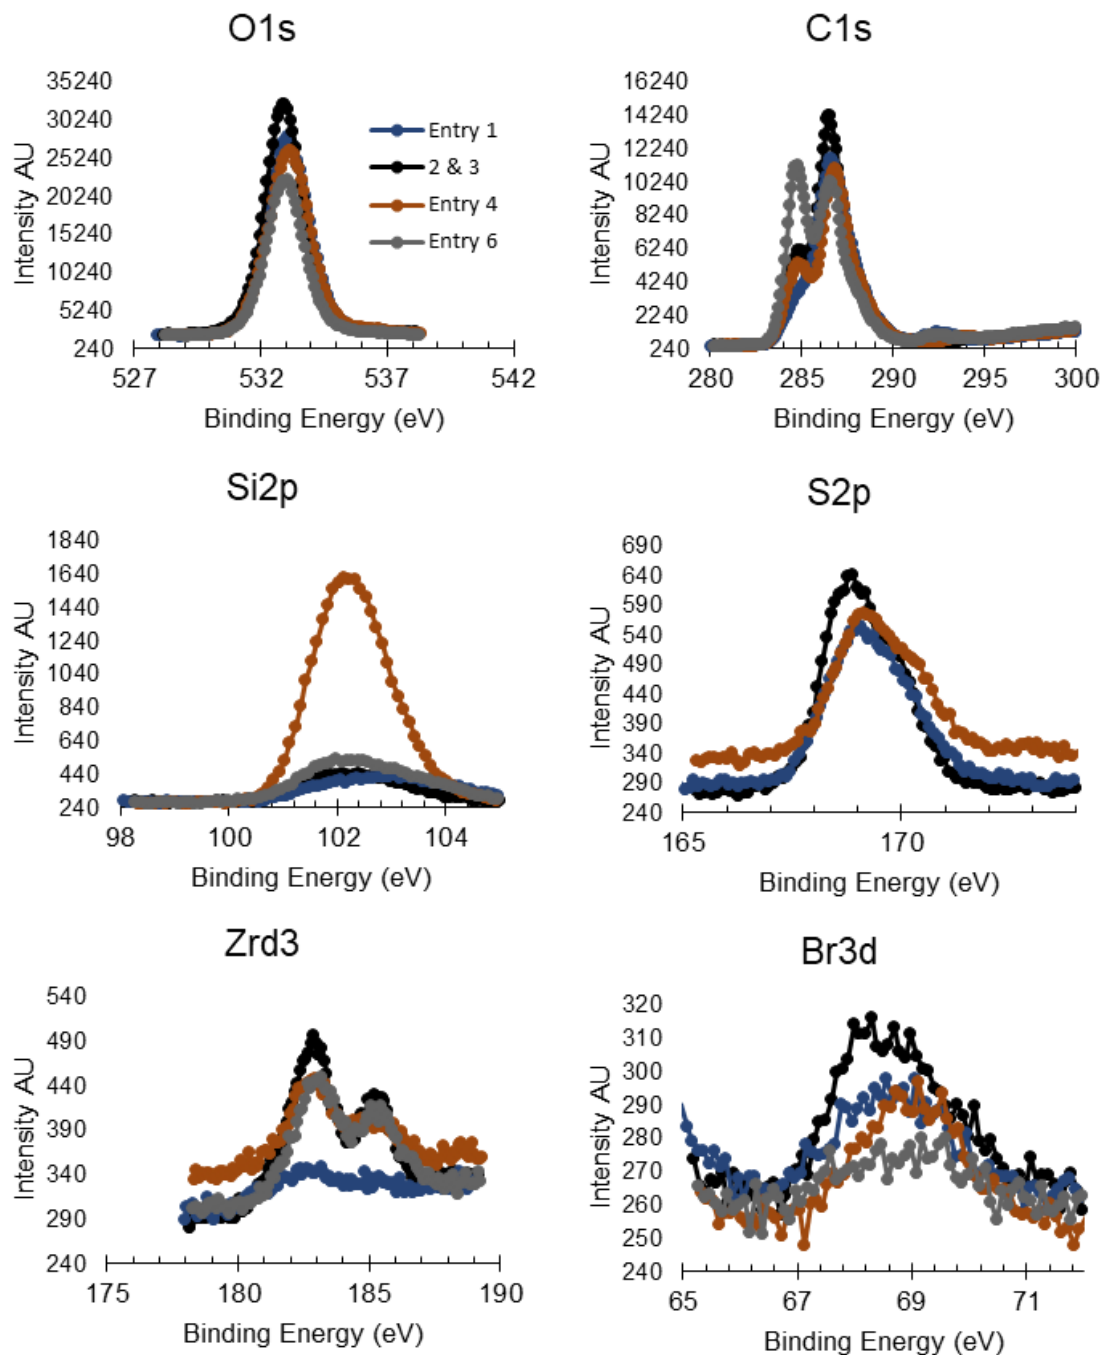 O1s
35240
30240
25240
20240
15240
10240
5240
240
527 532 537 542
Intensity AU
Binding Energy (eV)
Entry 1
2 & 3
Entry 4
Entry 6
C1s
16240
14240
12240
10240
8240
6240
4240
2240
240
280 285 290 295 300
Intensity AU
Binding Energy (eV)
Si2p
1840
1640
1440
1240
1040
840
640
440
240
98 100 102 104
Intensity AU
Binding Energy (eV)
S2p
690
640
590
540
490
440
390
340
290
240
165 170
Intensity AU
Binding Energy (eV)
Zrd3
540
490
440
390
340
290
240
175 180 185 190
Intensity AU
Binding Energy (eV)
Br3d
320
310
300
290
280
270
260
250
240
65 67 69 71
Intensity AU
Binding Energy (eV)